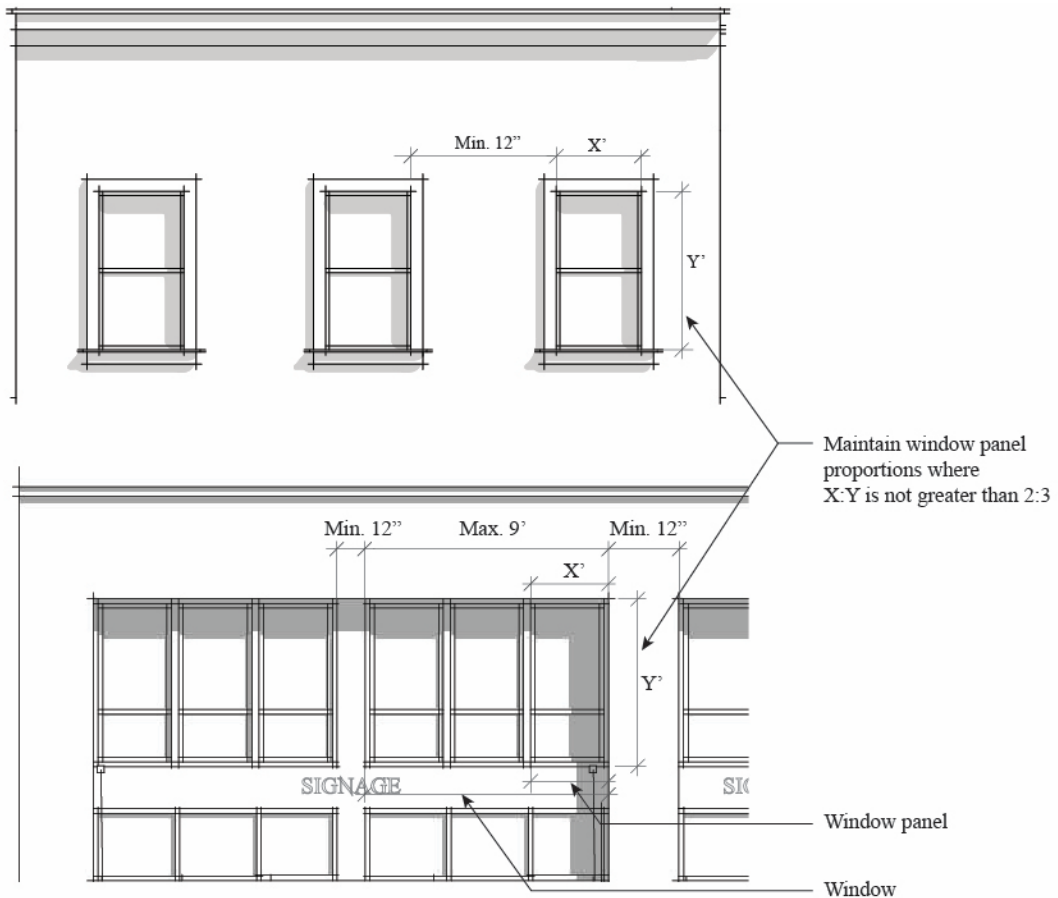 Min. 12”
X’
Y’
Maintain window panel
proportions where
X:Y is not greater than 2:3
Min. 12”
Max. 9’
Min. 12”
X’
Y’
SIGNAGE
SIG
Window panel
Window